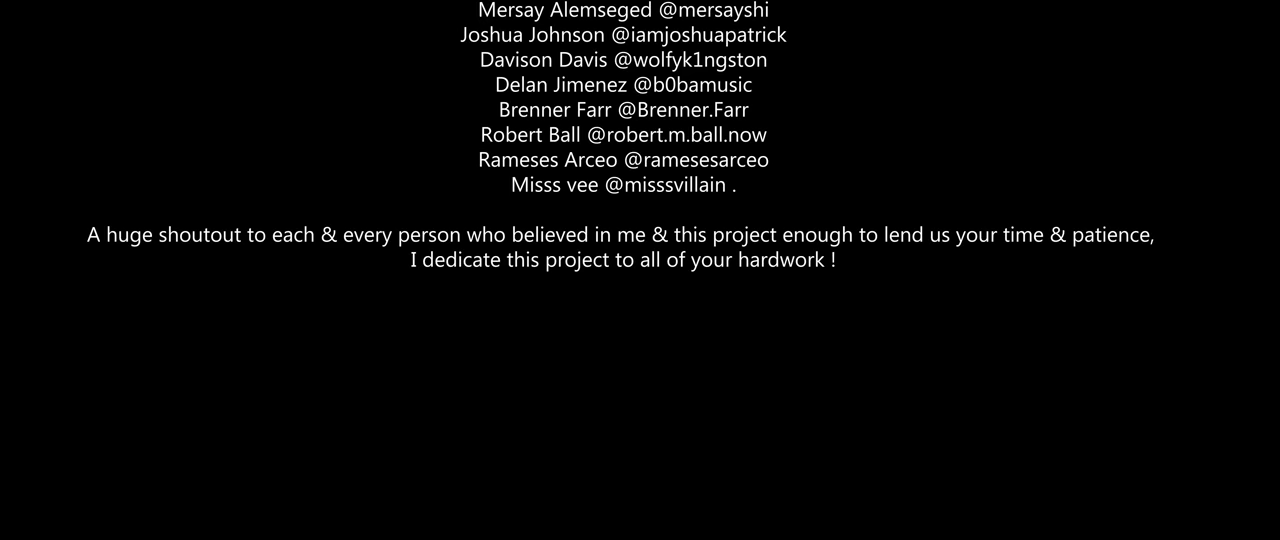 Mersay Alemseged @mersayshi
Joshua Johnson @iamjoshuapatrick
Davison Davis @wolfyk1ngston
Delan Jimenez @b0bamusic
Brenner Farr @Brenner.Farr
Robert Ball @robert.m.ball.now
Rameses Arceo @ramesesarceo
Misss vee @misssvillain .
A huge shoutout to each & every person who believed in me & this project enough to lend us your time & patience,
I dedicate this project to all of your hardwork !